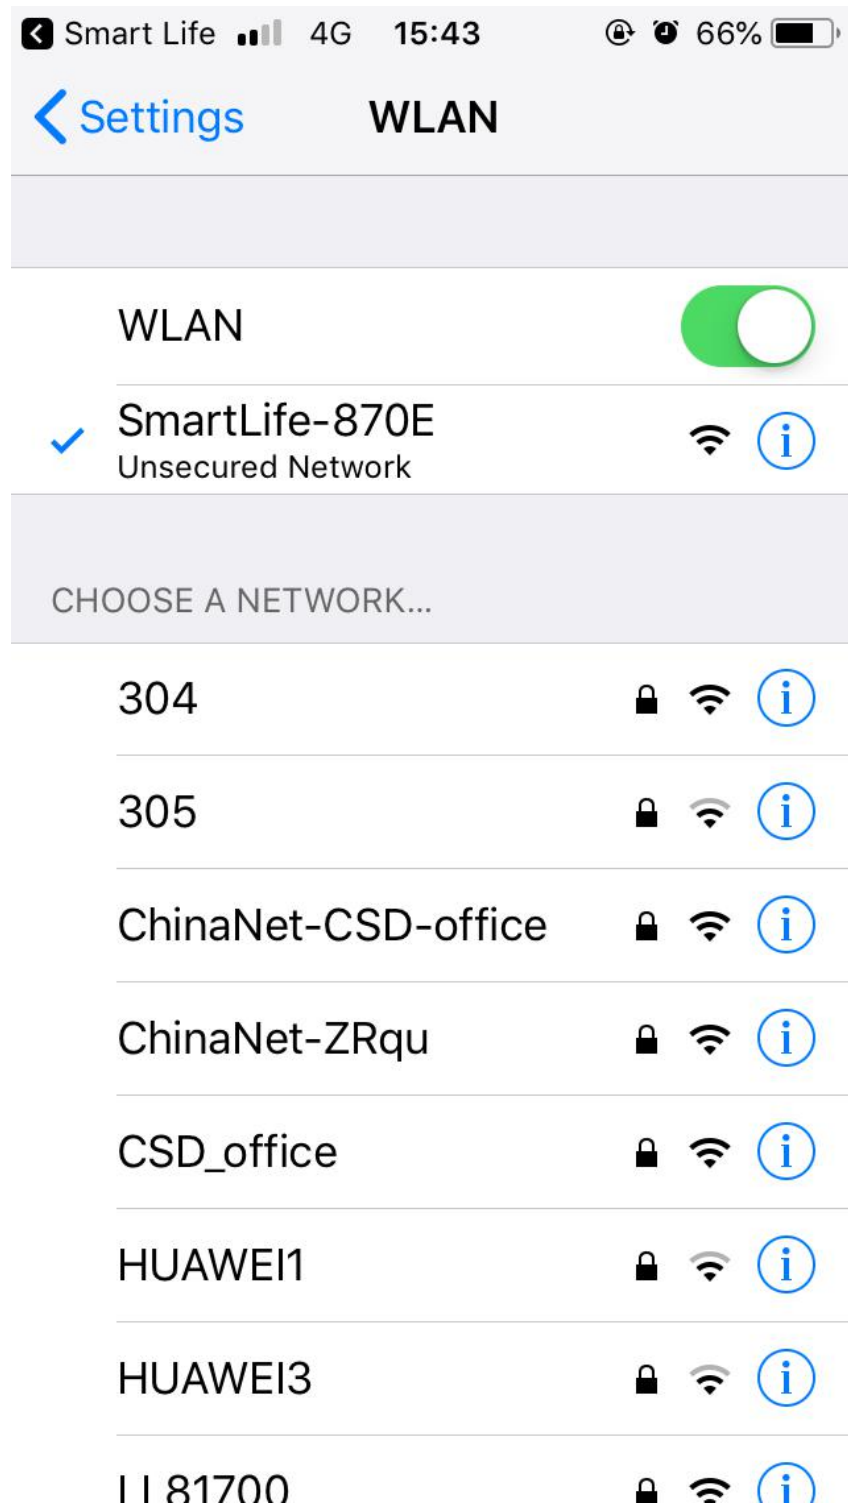 Smart Life 4G 15:43 66%
Settings WLAN
WLAN
SmartLife-870E
Unsecured Network
CHOOSE A NETWORK...
304
305
ChinaNet-CSD-office
ChinaNet-ZRqu
CSD_office
HUAWEI1
HUAWEI3
LL81700